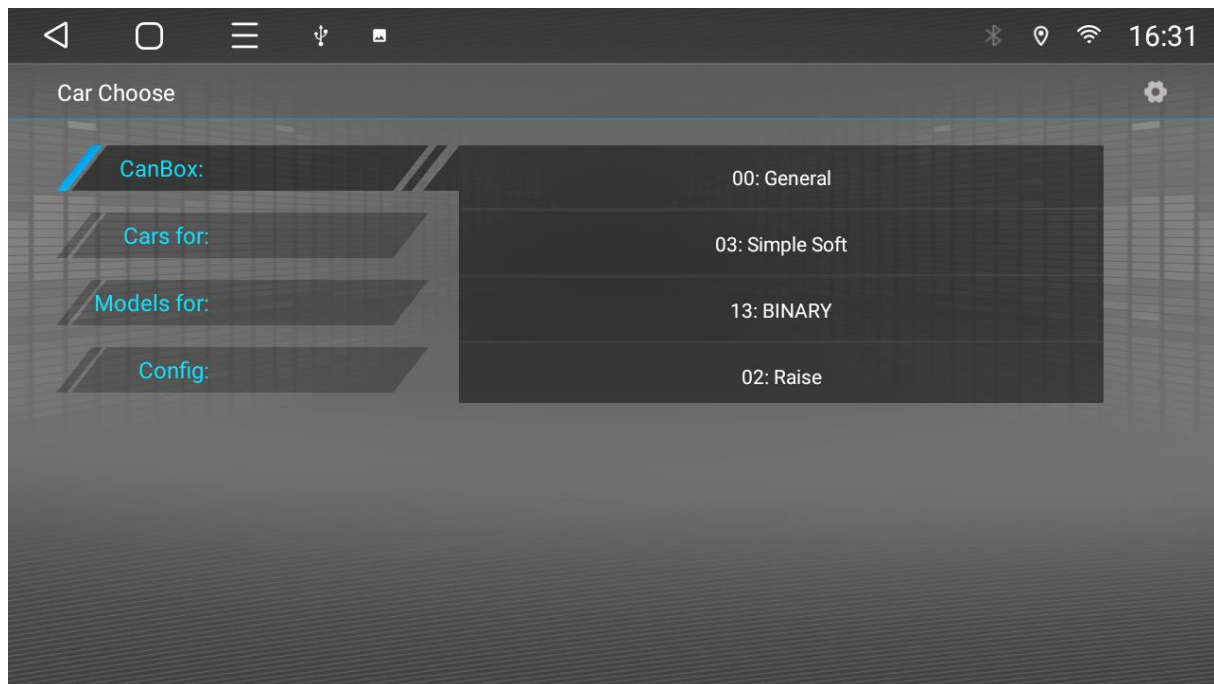 16:31
Car Choose
CanBox:
00: General
Cars for:
03: Simple Soft
Models for:
13: BINARY
Config:
02: Raise